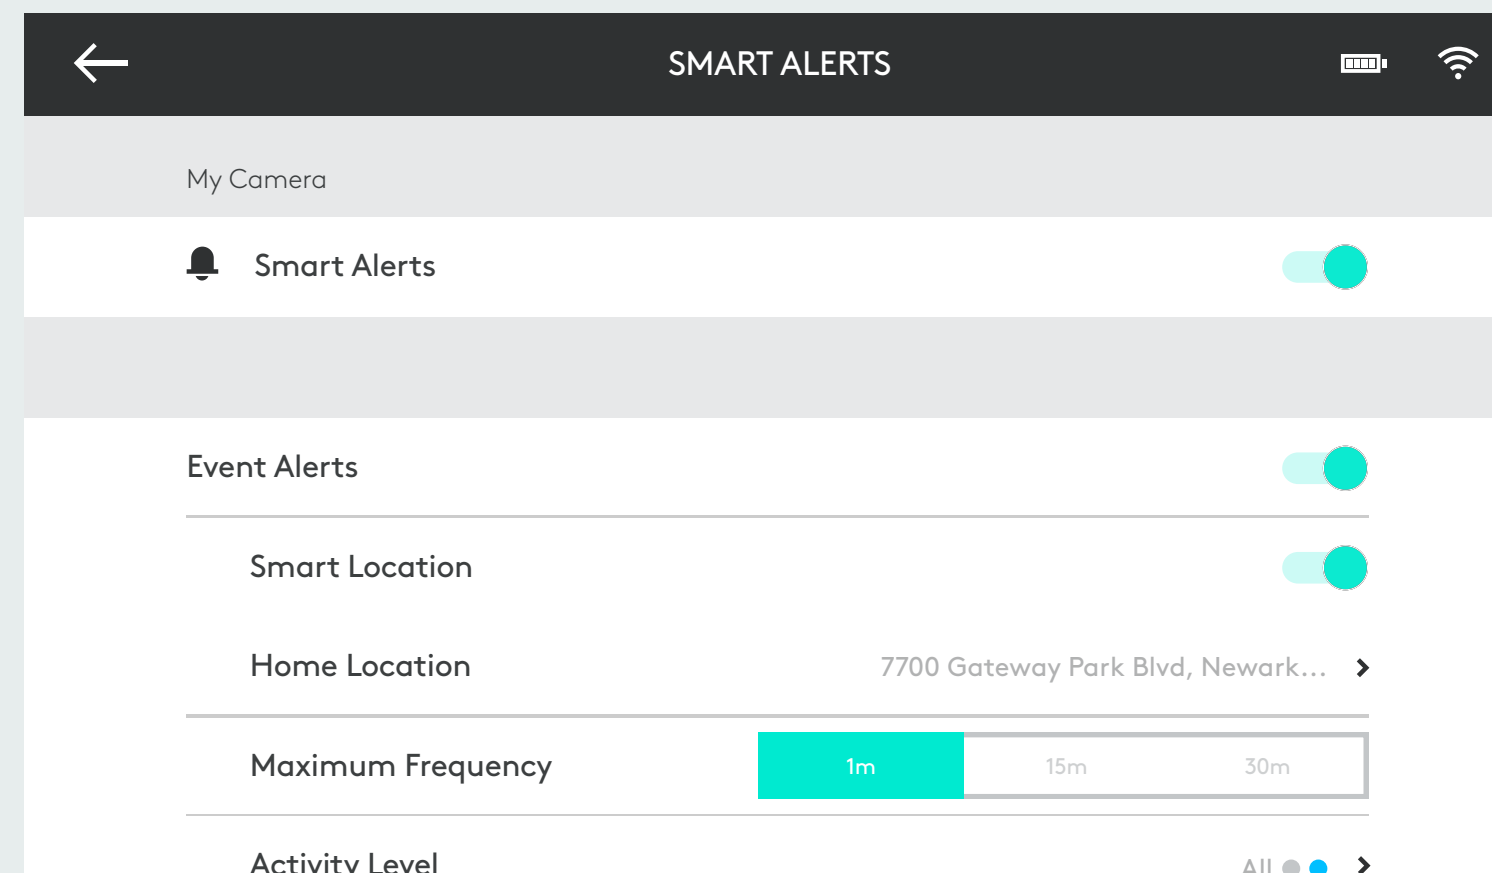 SMART ALERTS
My Camera
Smart Alerts
Event Alerts
Smart Location
Home Location 7700 Gateway Park Blvd, Newark...
Maximum Frequency 1m 15m 30m
Activity Level All